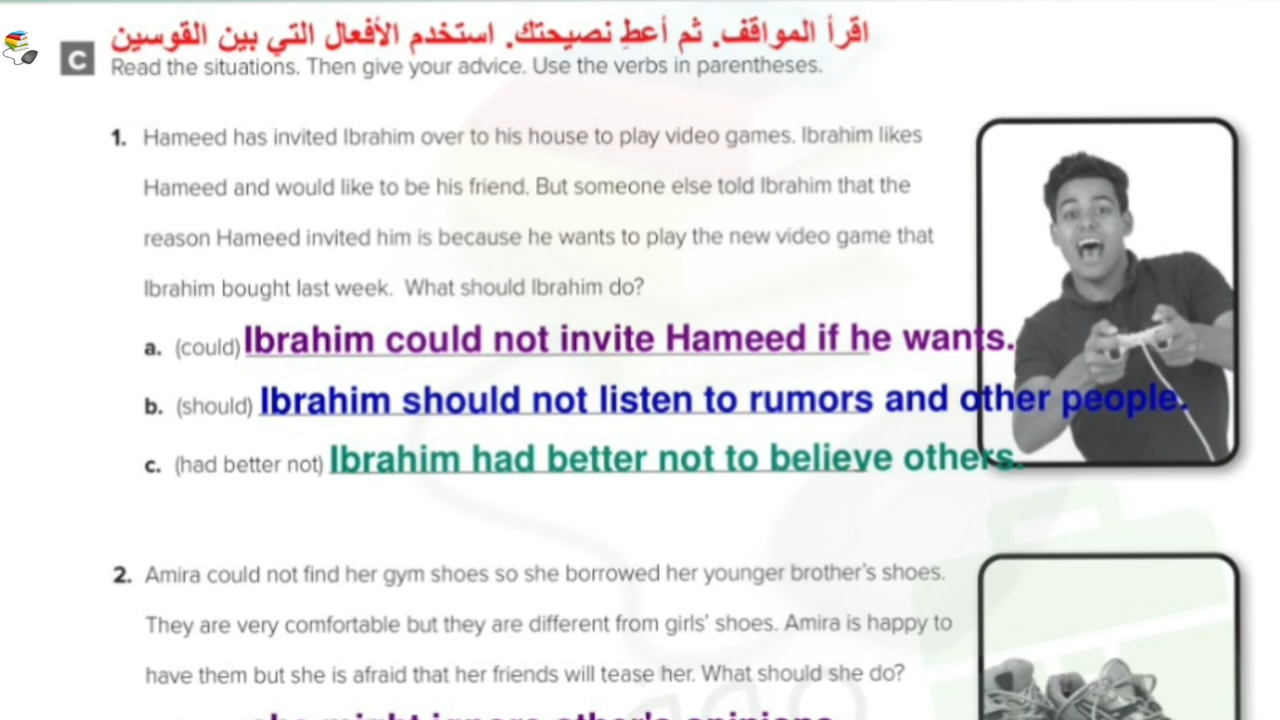 اقرأ المواقف. ثم أعطِ نصيحتك. استخدم الأفعال التي بين القوسين
C Read the situations. Then give your advice. Use the verbs in parentheses.
1. Hameed has invited Ibrahim over to his house to play video games. Ibrahim likes
Hameed and would like to be his friend. But someone else told Ibrahim that the
reason Hameed invited him is because he wants to play the new video game that
Ibrahim bought last week. What should Ibrahim do?
a. (could) Ibrahim could not invite Hameed if he wants.
b. (should) Ibrahim should not listen to rumors and other people.
c. (had better not) Ibrahim had better not to believe others.
2. Amira could not find her gym shoes so she borrowed her younger brother's shoes.
They are very comfortable but they are different from girls' shoes. Amira is happy to
have them but she is afraid that her friends will tease her. What should she do?
she might ignore other's opinions.